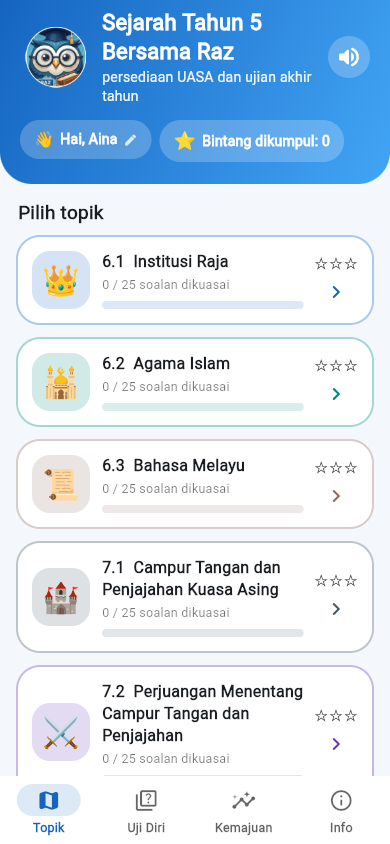 Sejarah Tahun 5
Bersama Raz
persediaan UASA dan ujian akhir
tahun
RAZ
Hai, Aina
Bintang dikumpul: 0
Pilih topik
6.1 Institusi Raja
0 / 25 soalan dikuasai
6.2 Agama Islam
0 / 25 soalan dikuasai
6.3 Bahasa Melayu
0 / 25 soalan dikuasai
7.1 Campur Tangan dan
Penjajahan Kuasa Asing
0 / 25 soalan dikuasai
7.2 Perjuangan Menentang
Campur Tangan dan
Penjajahan
0 / 25 soalan dikuasai
Topik
Uji Diri
Kemajuan
Info